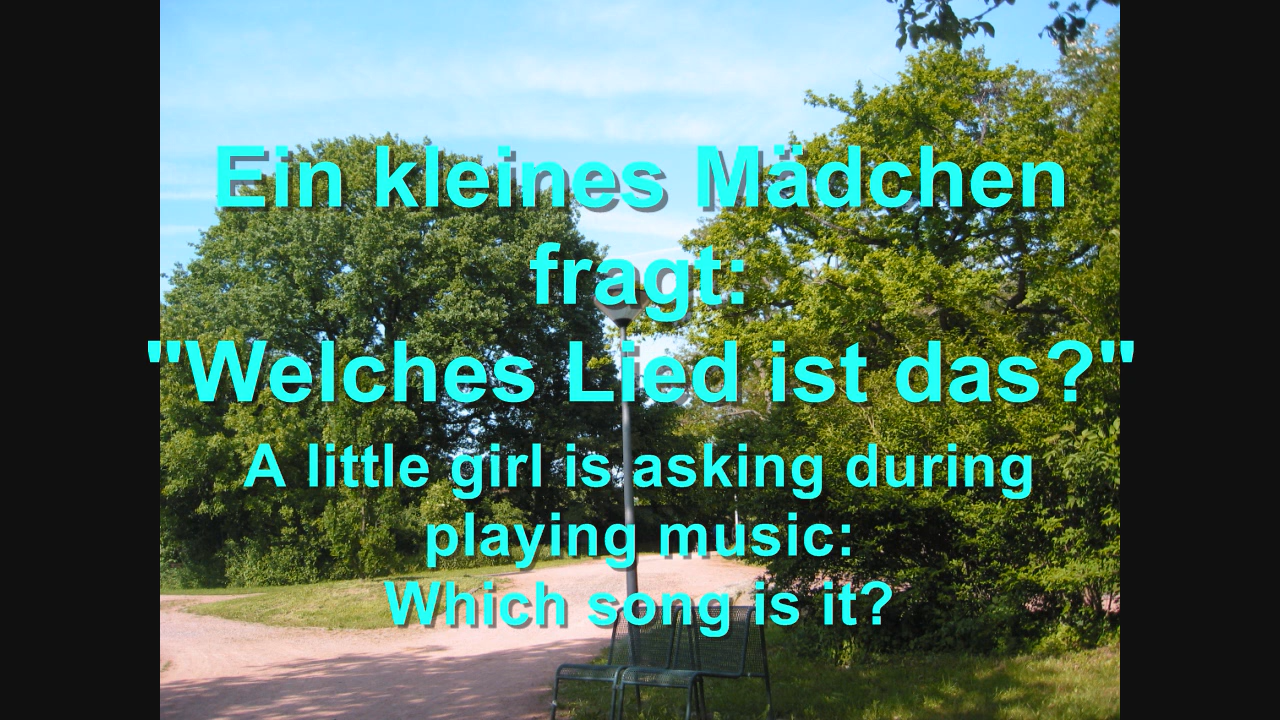 Ein kleines Mädchen
fragt:
"Welches Lied ist das?"
A little girl is asking during
playing music:
Which song is it?